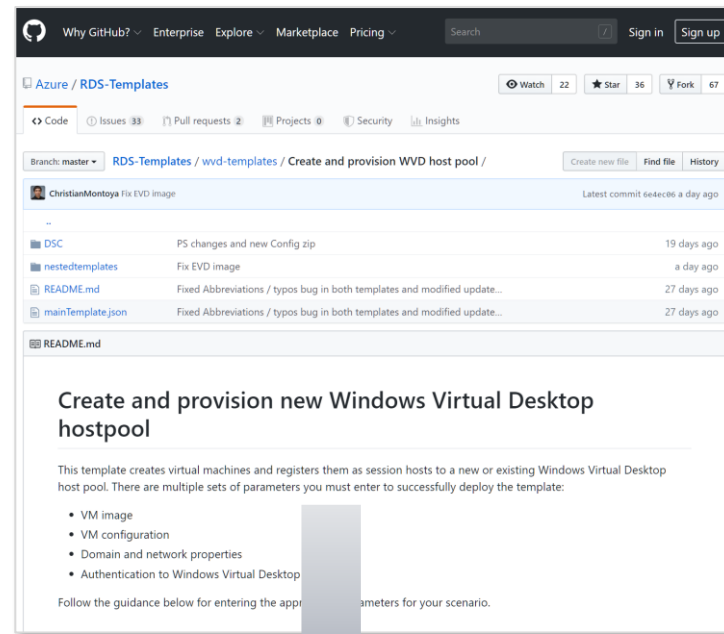 Why GitHub? Enterprise Explore Marketplace Pricing Search / Sign in Sign up
Azure / RDS-Templates Watch 22 Star 36 Fork 67
Code Issues 33 Pull requests 2 Projects 0 Security Insights
Branch: master RDS-Templates / wvd-templates / Create and provision WVD host pool / Create new file Find file History
ChristianMontoya Fix EVD image Latest commit 6e4ec06 a day ago
..
DSC PS changes and new Config zip 19 days ago
nestedtemplates Fix EVD image a day ago
README.md Fixed Abbreviations / typos bug in both templates and modified update... 27 days ago
mainTemplate.json Fixed Abbreviations / typos bug in both templates and modified update... 27 days ago
README.md
Create and provision new Windows Virtual Desktop
hostpool
This template creates virtual machines and registers them as session hosts to a new or existing Windows Virtual Desktop
host pool. There are multiple sets of parameters you must enter to successfully deploy the template:
• VM image
• VM configuration
• Domain and network properties
• Authentication to Windows Virtual Desktop
Follow the guidance below for entering the for your scenario.